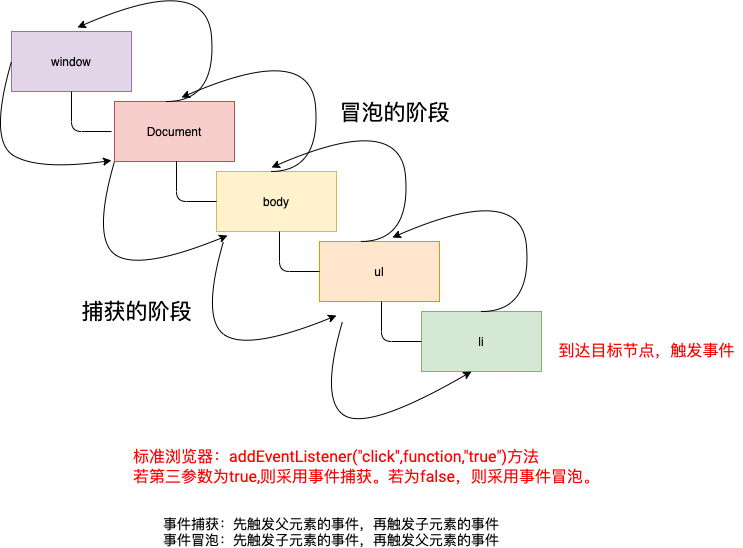 window
Document
冒泡的阶段
body
ul
捕获的阶段
li
到达目标节点，触发事件
标准浏览器：addEventListener("click",function,"true")方法
若第三参数为true,则采用事件捕获。若为false，则采用事件冒泡。
事件捕获：先触发父元素的事件，再触发子元素的事件
事件冒泡：先触发子元素的事件，再触发父元素的事件